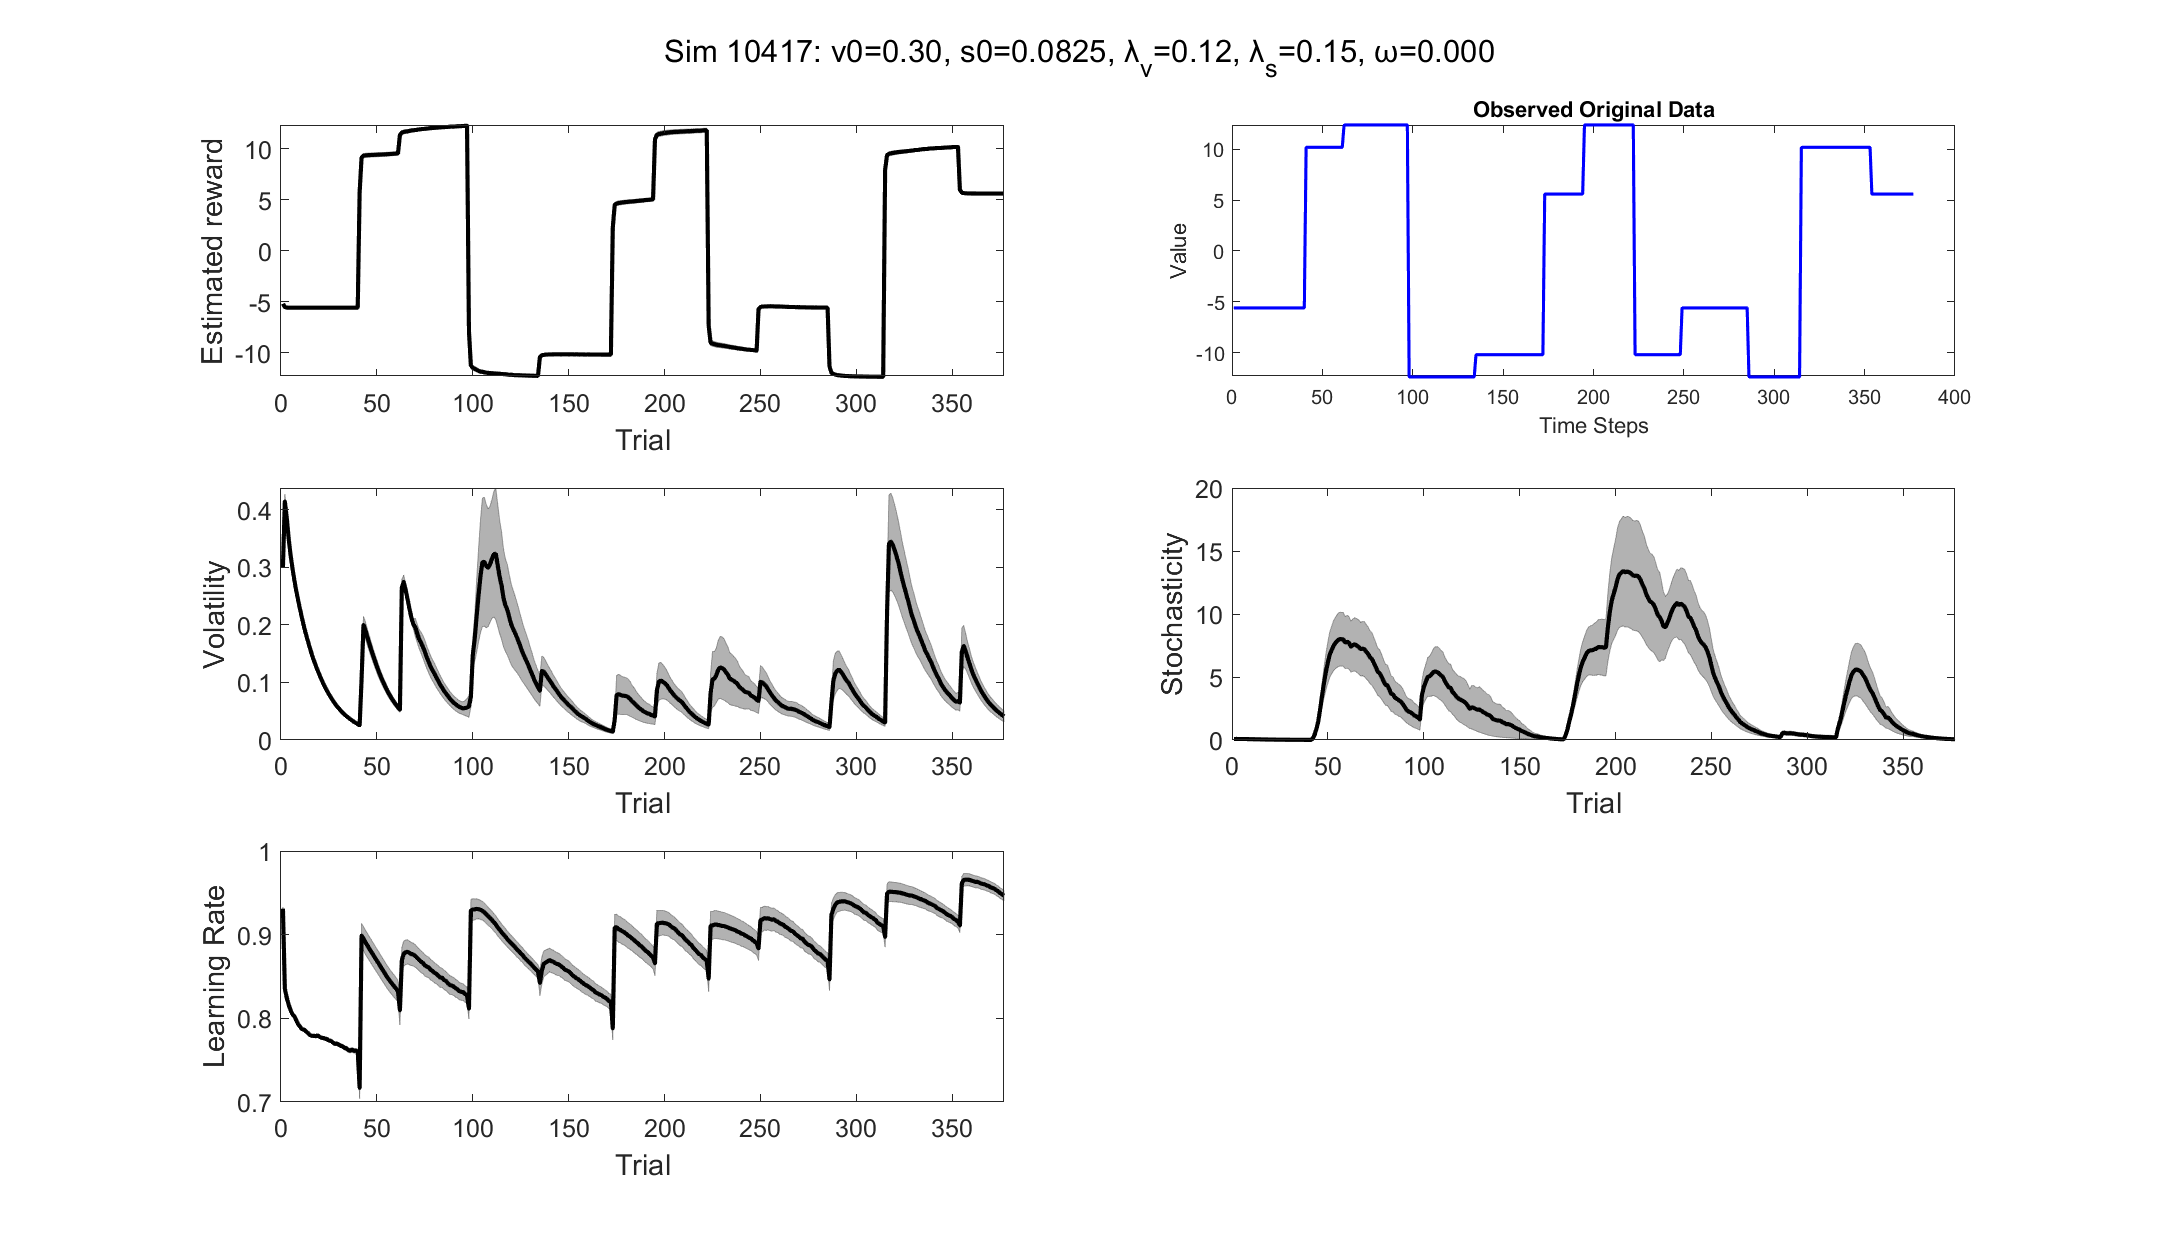 Sim 10417: v0=0.30, s0=0.0825, λv=0.12, λs=0.15, ω=0.000
Estimated reward
10
5
0
-5
-10
0 50 100 150 200 250 300 350
Trial
Observed Original Data
Value
10
5
0
-5
-10
0 50 100 150 200 250 300 350 400
Time Steps
Volatility
0.4
0.3
0.2
0.1
0
0 50 100 150 200 250 300 350
Trial
Stochasticity
20
15
10
5
0
0 50 100 150 200 250 300 350
Trial
Learning Rate
1
0.9
0.8
0.7
0 50 100 150 200 250 300 350
Trial